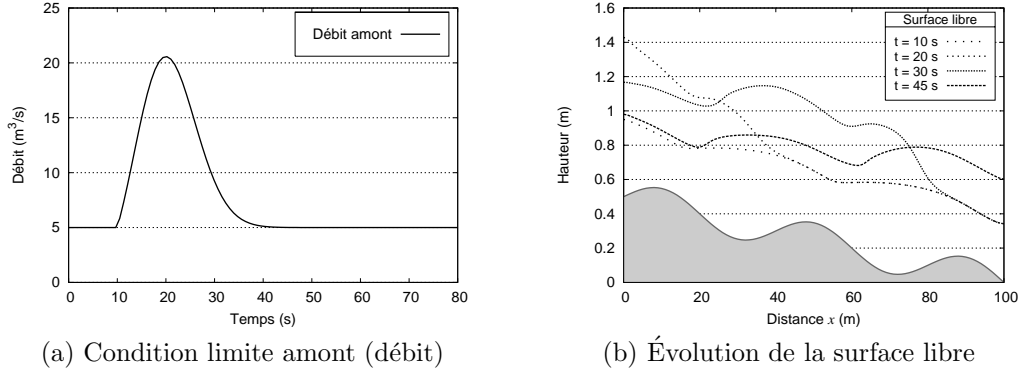 25
20
15
10
5
0
0 10 20 30 40 50 60 70 80
Débit (m³/s)
Temps (s)
Débit amont
(a) Condition limite amont (débit)
1.6
1.4
1.2
1
0.8
0.6
0.4
0.2
0
0 20 40 60 80 100
Hauteur (m)
Distance x (m)
Surface libre
t = 10 s
t = 20 s
t = 30 s
t = 45 s
(b) Évolution de la surface libre